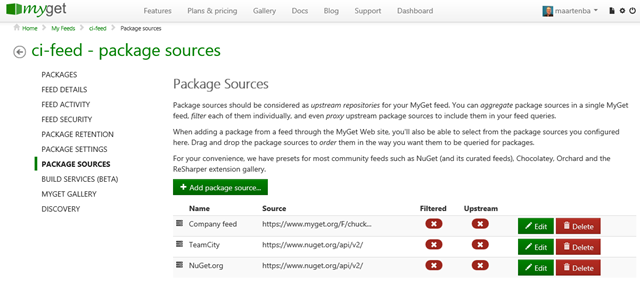 myget
Features Plans & pricing Gallery Docs Blog Support Dashboard maartenba
Home My Feeds ci-feed Package sources
ci-feed - package sources
PACKAGES
FEED DETAILS
FEED ACTIVITY
FEED SECURITY
PACKAGE RETENTION
PACKAGE SETTINGS
PACKAGE SOURCES
BUILD SERVICES (BETA)
MYGET GALLERY
DISCOVERY
Package Sources
Package sources should be considered as upstream repositories for your MyGet feed. You can aggregate package sources in a single MyGet
feed, filter each of them individually, and even proxy upstream package sources to include them in your feed queries.
When adding a package from a feed through the MyGet Web site, you'll also be able to select from the package sources you configured
here. Drag and drop the package sources to order them in the way you want them to be queried for packages.
For your convenience, we have presets for most community feeds such as NuGet (and its curated feeds), Chocolatey, Orchard and the
ReSharper extension gallery.
+ Add package source...
Name Source Filtered Upstream
Company feed https://www.myget.org/F/chuck... Edit Delete
TeamCity https://www.nuget.org/api/v2/ Edit Delete
NuGet.org https://www.nuget.org/api/v2/ Edit Delete